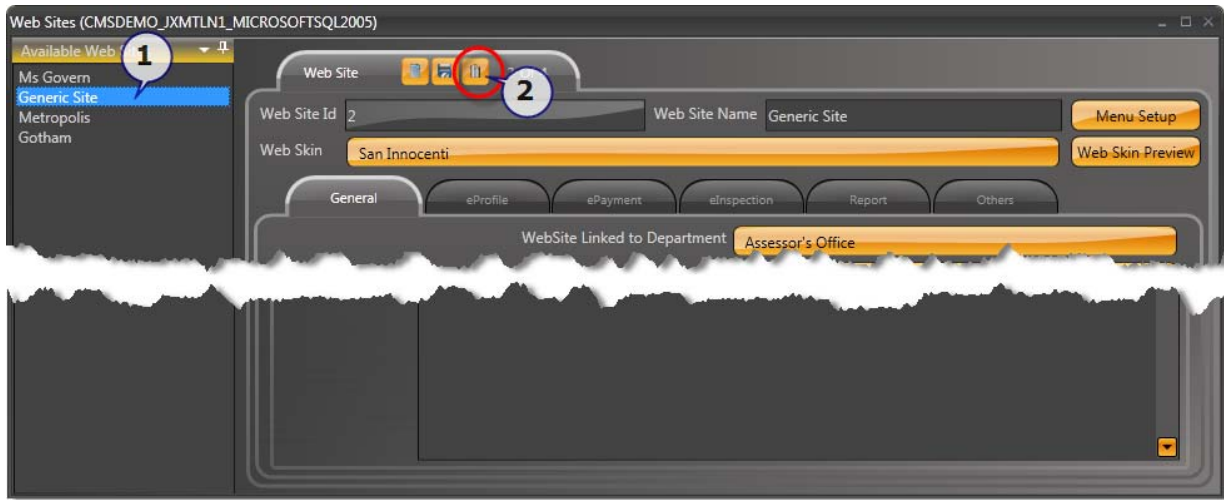 Web Sites (CMSDEMO_JXMTLN1_MICROSOFTSQL2005)
Available Web
1
Ms Govern
Generic Site
Metropolis
Gotham
Web Site
2
Web Site Id 2 Web Site Name Generic Site Menu Setup
Web Skin San Innocenti Web Skin Preview
General eProfile ePayment eInspection Report Others
WebSite Linked to Department Assessor's Office